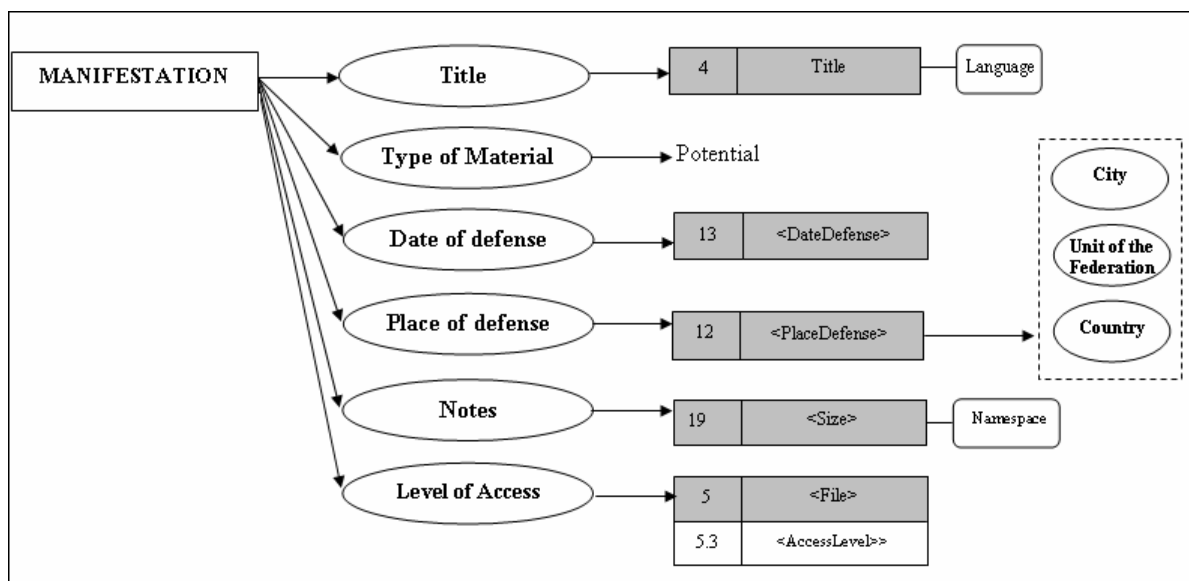 MANIFESTATION
Title
4 Title
Language
Type of Material
Potential
City
Date of defense
13 <DateDefense>
Unit of the
Federation
Place of defense
12 <PlaceDefense>
Country
Notes
19 <Size>
Namespace
Level of Access
5 <File>
5.3 <AccessLevel>>